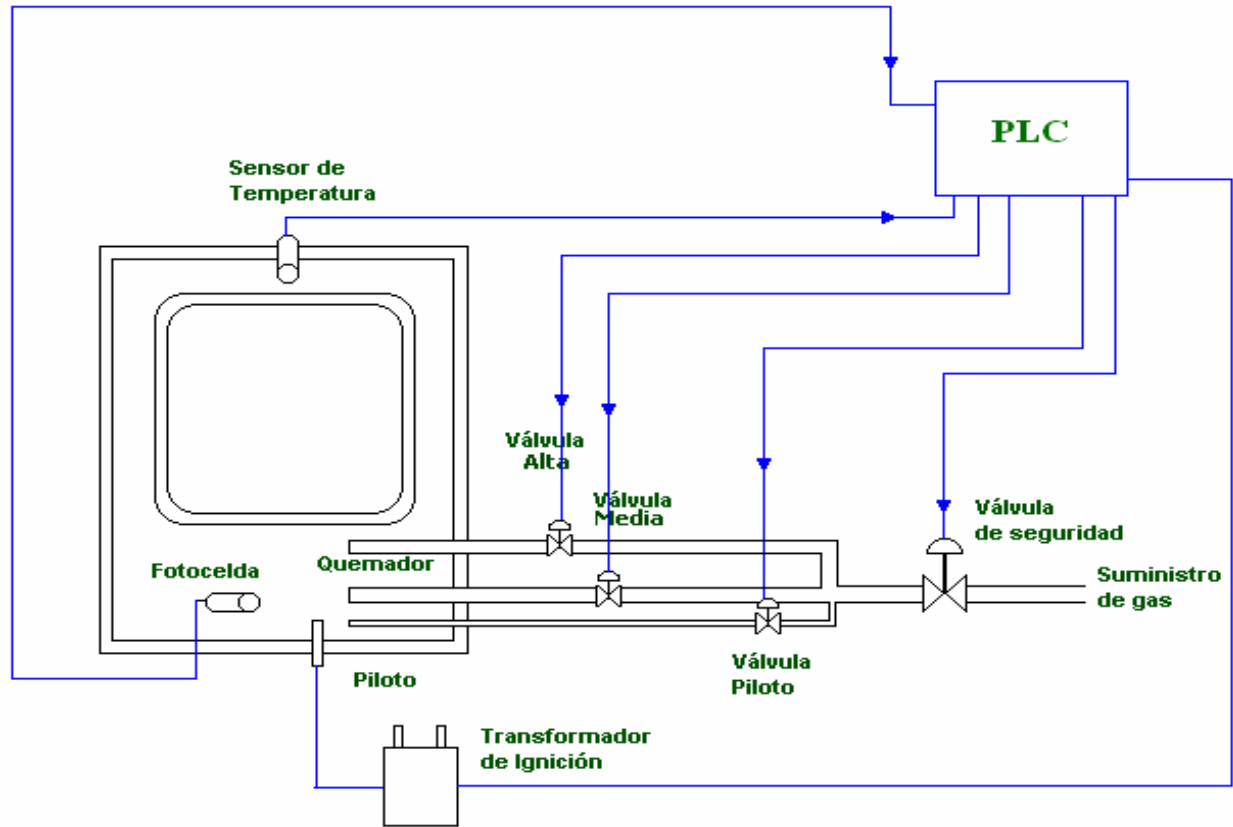 PLC
Sensor de
Temperatura
Válvula
Alta
Válvula
Media
Válvula
de seguridad
Quemador
Fotocelda
Suministro
de gas
Válvula
Piloto
Piloto
Transformador
de Ignición